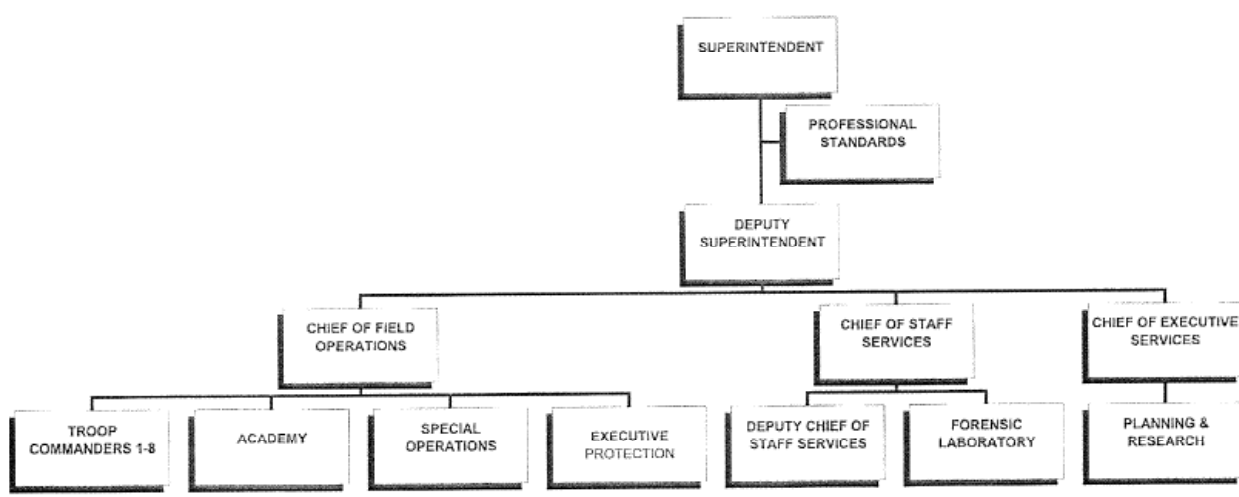 SUPERINTENDENT
PROFESSIONAL
STANDARDS
DEPUTY
SUPERINTENDENT
CHIEF OF FIELD
OPERATIONS
CHIEF OF STAFF
SERVICES
CHIEF OF EXECUTIVE
SERVICES
TROOP
COMMANDERS 1-8
ACADEMY
SPECIAL
OPERATIONS
EXECUTIVE
PROTECTION
DEPUTY CHIEF OF
STAFF SERVICES
FORENSIC
LABORATORY
PLANNING &
RESEARCH